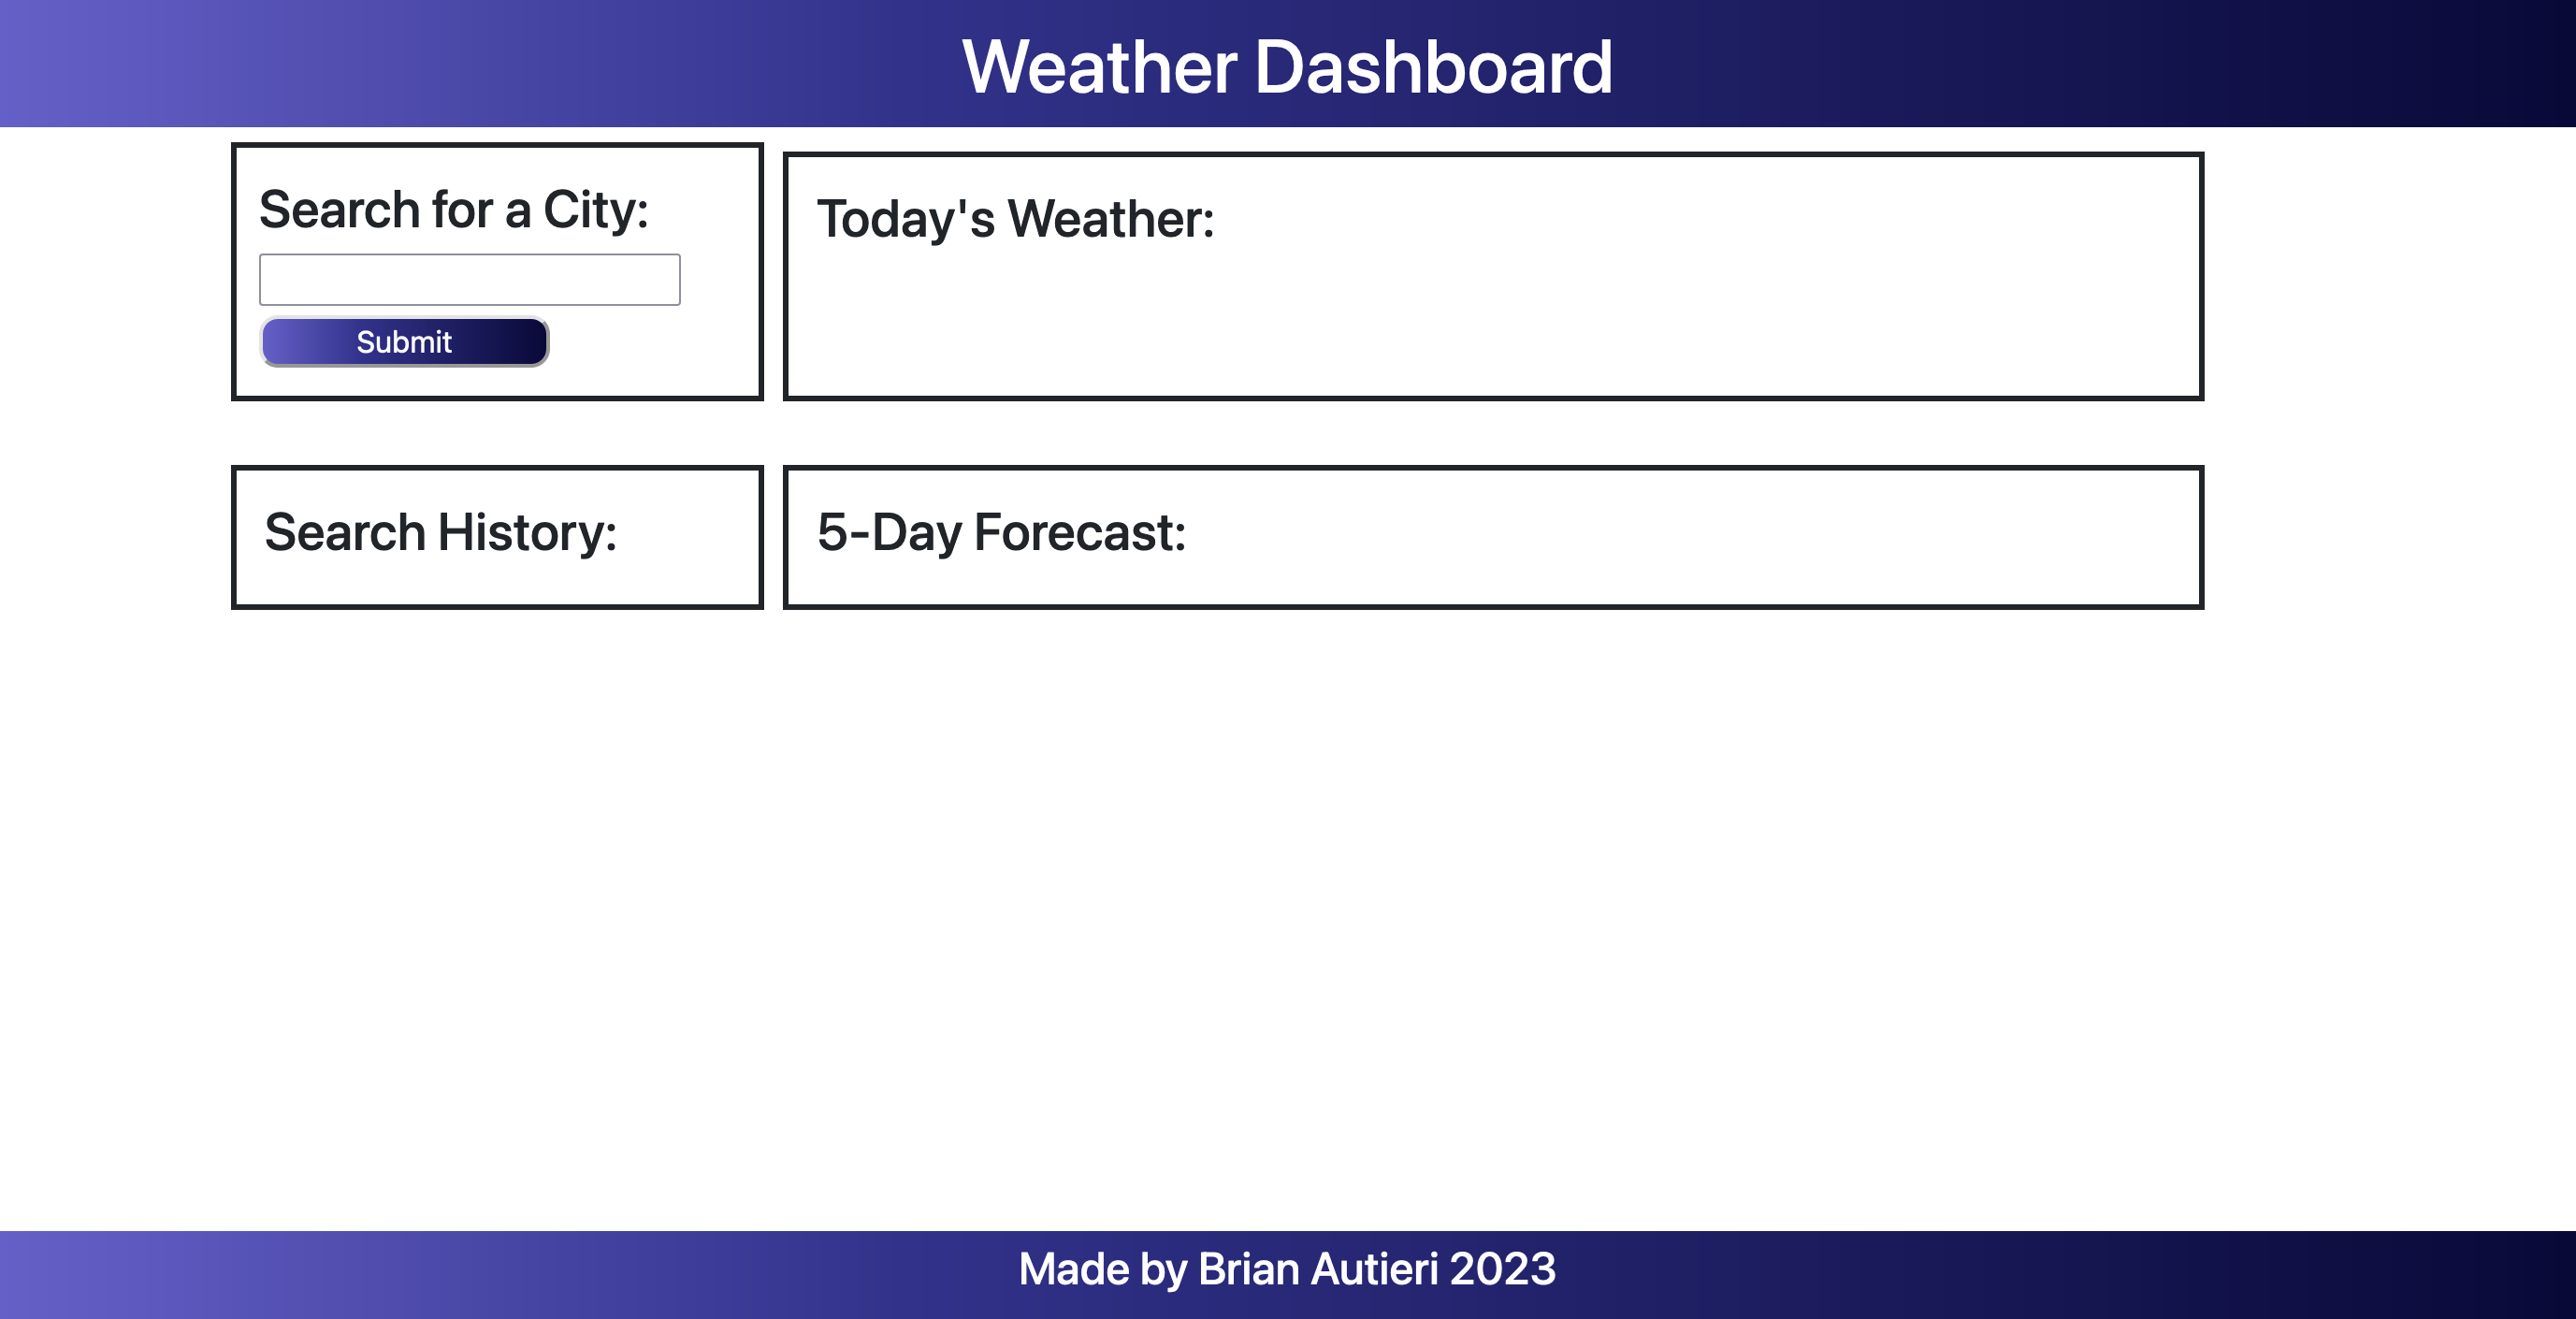 Weather Dashboard
Search for a City:
Submit
Today's Weather:
Search History:
5-Day Forecast:
Made by Brian Autieri 2023